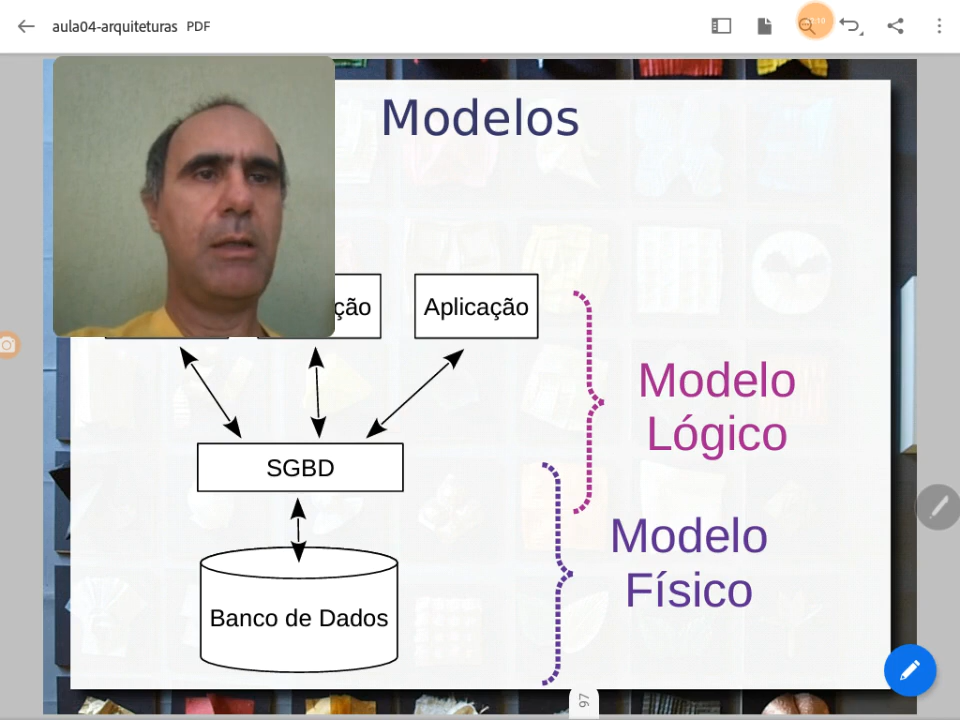 aula04-arquiteturas PDF
Modelos
ção
Aplicação
Modelo
Lógico
SGBD
Modelo
Físico
Banco de Dados
97